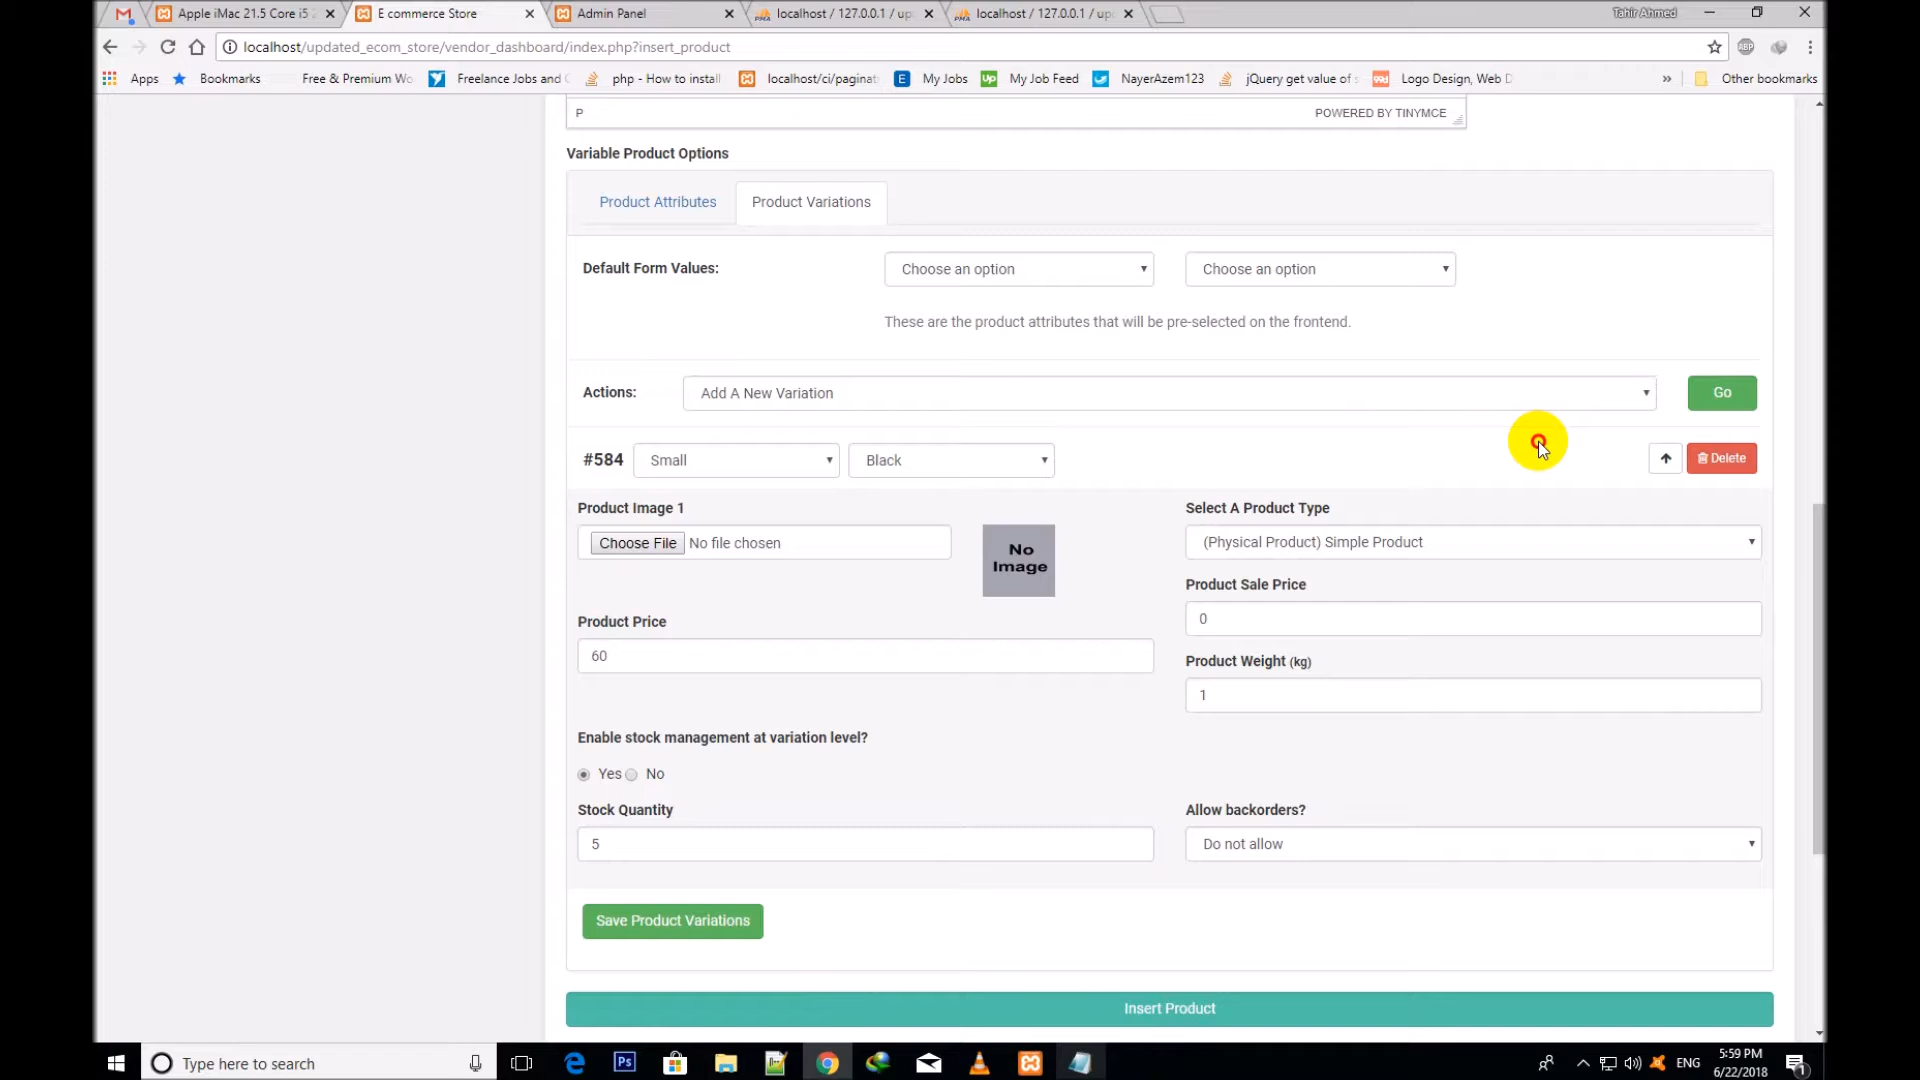 Apple iMac 21.5 Core i5
E commerce Store
Admin Panel
PMA localhost / 127.0.0.1 / up
PMA localhost / 127.0.0.1 / up
Tahir Ahmed
localhost/updated_ecom_store/vendor_dashboard/index.php?insert_product
ABP
Apps Bookmarks Free & Premium Wo Freelance Jobs and php - How to install localhost/ci/paginat E My Jobs Up My Job Feed NayerAzem123 jQuery get value of s Logo Design, Web D » Other bookmarks
P POWERED BY TINYMCE
Variable Product Options
Product Attributes Product Variations
Default Form Values: Choose an option Choose an option
These are the product attributes that will be pre-selected on the frontend.
Actions: Add A New Variation Go
#584 Small Black Delete
Product Image 1 Select A Product Type
Choose File No file chosen No Image (Physical Product) Simple Product
Product Sale Price
0
Product Price
60
Product Weight (kg)
1
Enable stock management at variation level?
Yes No
Stock Quantity Allow backorders?
5 Do not allow
Save Product Variations
Insert Product
Type here to search Ps ENG 5:59 PM
6/22/2018 1